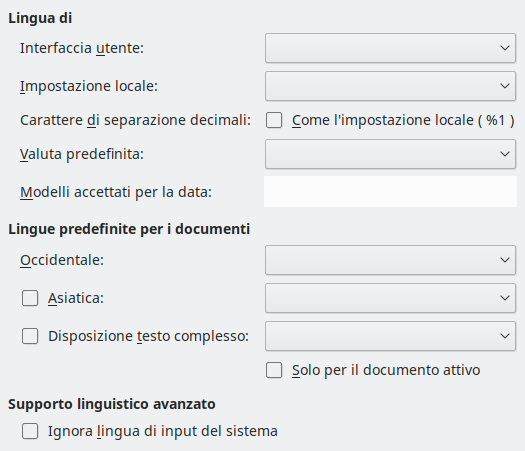 Lingua di
Interfaccia utente:
Impostazione locale:
Carattere di separazione decimali: Come l'impostazione locale ( %1 )
Valuta predefinita:
Modelli accettati per la data:
Lingue predefinite per i documenti
Occidentale:
Asiatica:
Disposizione testo complesso:
Solo per il documento attivo
Supporto linguistico avanzato
Ignora lingua di input del sistema